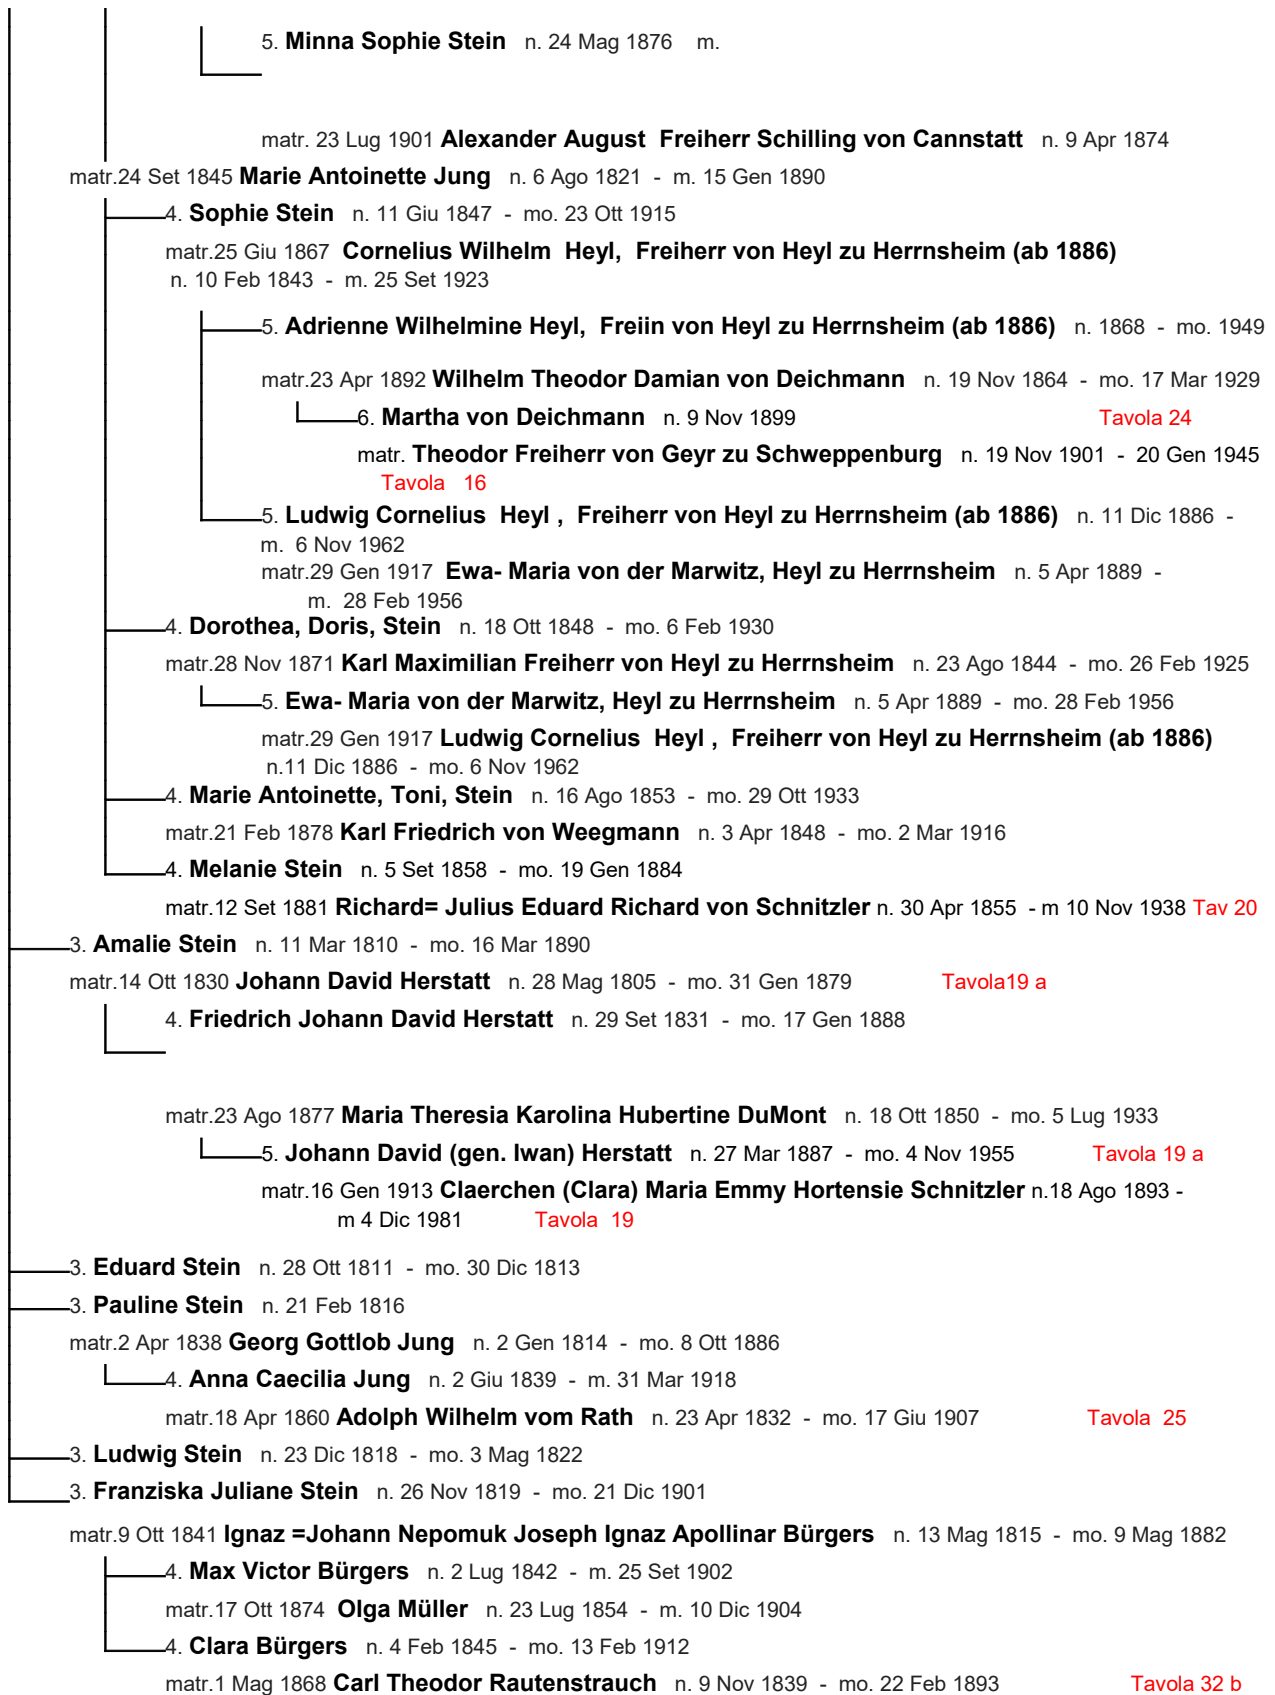 5. Minna Sophie Stein n. 24 Mag 1876 m.
matr. 23 Lug 1901 Alexander August Freiherr Schilling von Cannstatt n. 9 Apr 1874
matr.24 Set 1845 Marie Antoinette Jung n. 6 Ago 1821 - m. 15 Gen 1890
4. Sophie Stein n. 11 Giu 1847 - mo. 23 Ott 1915
matr.25 Giu 1867 Cornelius Wilhelm Heyl, Freiherr von Heyl zu Herrnsheim (ab 1886)
n. 10 Feb 1843 - m. 25 Set 1923
5. Adrienne Wilhelmine Heyl, Freiin von Heyl zu Herrnsheim (ab 1886) n. 1868 - mo. 1949
matr.23 Apr 1892 Wilhelm Theodor Damian von Deichmann n. 19 Nov 1864 - mo. 17 Mar 1929
6. Martha von Deichmann n. 9 Nov 1899 Tavola 24
matr. Theodor Freiherr von Geyr zu Schweppenburg n. 19 Nov 1901 - 20 Gen 1945
Tavola 16
5. Ludwig Cornelius Heyl , Freiherr von Heyl zu Herrnsheim (ab 1886) n. 11 Dic 1886 -
m. 6 Nov 1962
matr.29 Gen 1917 Ewa- Maria von der Marwitz, Heyl zu Herrnsheim n. 5 Apr 1889 -
m. 28 Feb 1956
4. Dorothea, Doris, Stein n. 18 Ott 1848 - mo. 6 Feb 1930
matr.28 Nov 1871 Karl Maximilian Freiherr von Heyl zu Herrnsheim n. 23 Ago 1844 - mo. 26 Feb 1925
5. Ewa- Maria von der Marwitz, Heyl zu Herrnsheim n. 5 Apr 1889 - mo. 28 Feb 1956
matr.29 Gen 1917 Ludwig Cornelius Heyl , Freiherr von Heyl zu Herrnsheim (ab 1886)
n.11 Dic 1886 - mo. 6 Nov 1962
4. Marie Antoinette, Toni, Stein n. 16 Ago 1853 - mo. 29 Ott 1933
matr.21 Feb 1878 Karl Friedrich von Weegmann n. 3 Apr 1848 - mo. 2 Mar 1916
4. Melanie Stein n. 5 Set 1858 - mo. 19 Gen 1884
matr.12 Set 1881 Richard= Julius Eduard Richard von Schnitzler n. 30 Apr 1855 - m 10 Nov 1938 Tav 20
3. Amalie Stein n. 11 Mar 1810 - mo. 16 Mar 1890
matr.14 Ott 1830 Johann David Herstatt n. 28 Mag 1805 - mo. 31 Gen 1879 Tavola19 a
4. Friedrich Johann David Herstatt n. 29 Set 1831 - mo. 17 Gen 1888
matr.23 Ago 1877 Maria Theresia Karolina Hubertine DuMont n. 18 Ott 1850 - mo. 5 Lug 1933
5. Johann David (gen. Iwan) Herstatt n. 27 Mar 1887 - mo. 4 Nov 1955 Tavola 19 a
matr.16 Gen 1913 Claerchen (Clara) Maria Emmy Hortensie Schnitzler n.18 Ago 1893 -
m 4 Dic 1981 Tavola 19
3. Eduard Stein n. 28 Ott 1811 - mo. 30 Dic 1813
3. Pauline Stein n. 21 Feb 1816
matr.2 Apr 1838 Georg Gottlob Jung n. 2 Gen 1814 - mo. 8 Ott 1886
4. Anna Caecilia Jung n. 2 Giu 1839 - m. 31 Mar 1918
matr.18 Apr 1860 Adolph Wilhelm vom Rath n. 23 Apr 1832 - mo. 17 Giu 1907 Tavola 25
3. Ludwig Stein n. 23 Dic 1818 - mo. 3 Mag 1822
3. Franziska Juliane Stein n. 26 Nov 1819 - mo. 21 Dic 1901
matr.9 Ott 1841 Ignaz =Johann Nepomuk Joseph Ignaz Apollinar Bürgers n. 13 Mag 1815 - mo. 9 Mag 1882
4. Max Victor Bürgers n. 2 Lug 1842 - m. 25 Set 1902
matr.17 Ott 1874 Olga Müller n. 23 Lug 1854 - m. 10 Dic 1904
4. Clara Bürgers n. 4 Feb 1845 - mo. 13 Feb 1912
matr.1 Mag 1868 Carl Theodor Rautenstrauch n. 9 Nov 1839 - mo. 22 Feb 1893 Tavola 32 b